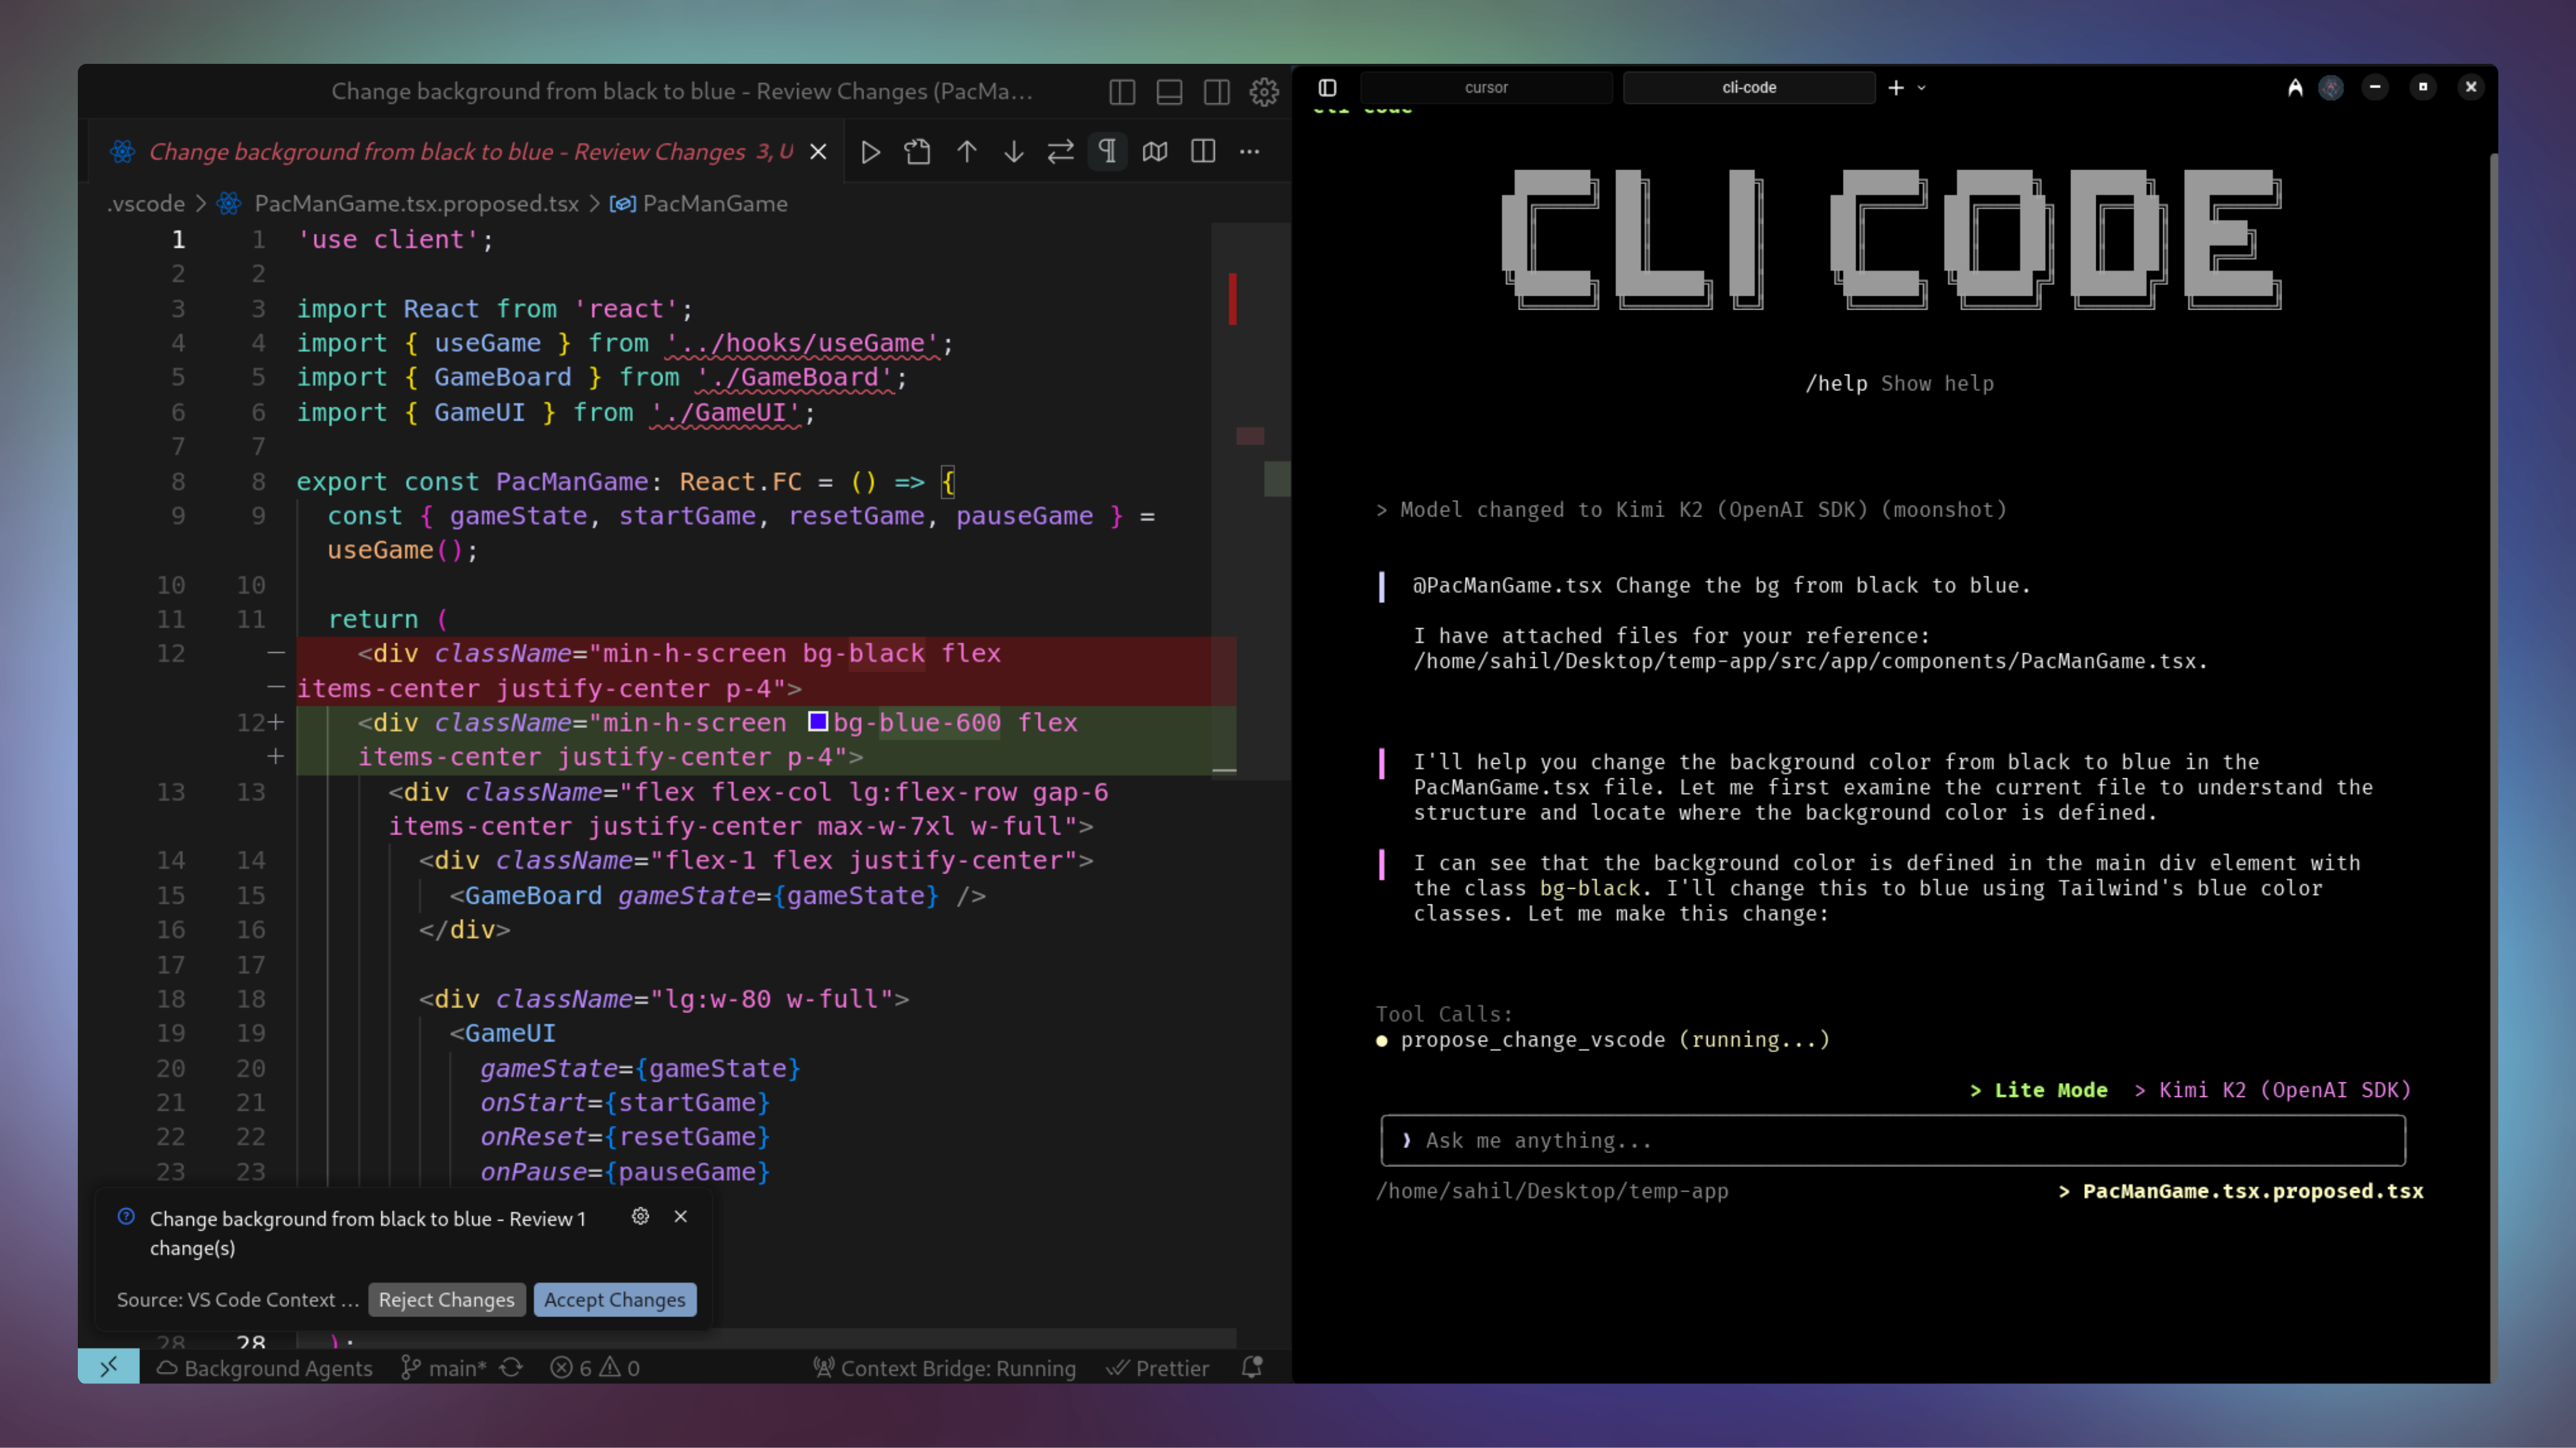 Change background from black to blue - Review Changes (PacMa...
Change background from black to blue - Review Changes 3, U
.vscode > PacManGame.tsx.proposed.tsx > PacManGame
1 1 'use client';
2 2
3 3 import React from 'react';
4 4 import { useGame } from '../hooks/useGame';
5 5 import { GameBoard } from './GameBoard';
6 6 import { GameUI } from './GameUI';
7 7
8 8 export const PacManGame: React.FC = () => {
9 9 const { gameState, startGame, resetGame, pauseGame } =
useGame();
10 10
11 11 return (
12 − <div className="min-h-screen bg-black flex
− items-center justify-center p-4">
12+ <div className="min-h-screen bg-blue-600 flex
+ items-center justify-center p-4">
13 13 <div className="flex flex-col lg:flex-row gap-6
items-center justify-center max-w-7xl w-full">
14 14 <div className="flex-1 flex justify-center">
15 15 <GameBoard gameState={gameState} />
16 16 </div>
17 17
18 18 <div className="lg:w-80 w-full">
19 19 <GameUI
20 20 gameState={gameState}
21 21 onStart={startGame}
22 22 onReset={resetGame}
23 23 onPause={pauseGame}
Change background from black to blue - Review 1
change(s)
Source: VS Code Context ... Reject Changes Accept Changes
28 28 );
Background Agents main* 6 0 Context Bridge: Running Prettier
cursor cli-code
cli code
CLI CODE
/help Show help
> Model changed to Kimi K2 (OpenAI SDK) (moonshot)
@PacManGame.tsx Change the bg from black to blue.
I have attached files for your reference:
/home/sahil/Desktop/temp-app/src/app/components/PacManGame.tsx.
I'll help you change the background color from black to blue in the
PacManGame.tsx file. Let me first examine the current file to understand the
structure and locate where the background color is defined.
I can see that the background color is defined in the main div element with
the class bg-black. I'll change this to blue using Tailwind's blue color
classes. Let me make this change:
Tool Calls:
● propose_change_vscode (running...)
> Lite Mode > Kimi K2 (OpenAI SDK)
❯ Ask me anything...
/home/sahil/Desktop/temp-app > PacManGame.tsx.proposed.tsx